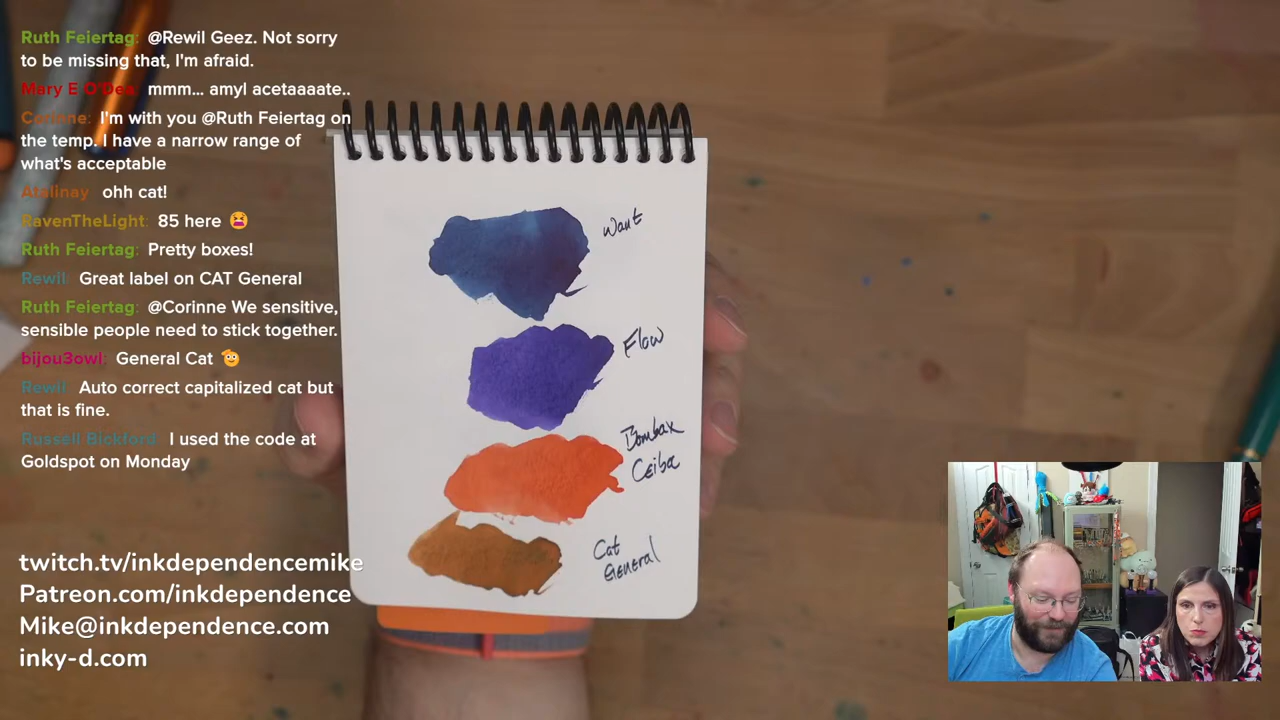 Ruth Feiertag: @Rewil Geez. Not sorry
to be missing that, I'm afraid.
Mary E O'Dea: mmm... amyl acetaaaate..
Corinne: I'm with you @Ruth Feiertag on
the temp. I have a narrow range of
what's acceptable
Atalinay ohh cat!
RavenTheLight: 85 here 😫
Ruth Feiertag: Pretty boxes!
Rewil: Great label on CAT General
Ruth Feiertag: @Corinne We sensitive,
sensible people need to stick together.
bijou3owl: General Cat 🫡
Rewil: Auto correct capitalized cat but
that is fine.
Russell Bickford: I used the code at
Goldspot on Monday
twitch.tv/inkdependencemike
Patreon.com/inkdependence
Mike@inkdependence.com
inky-d.com
Want
Flow
Bombax
Ceiba
Cat
General